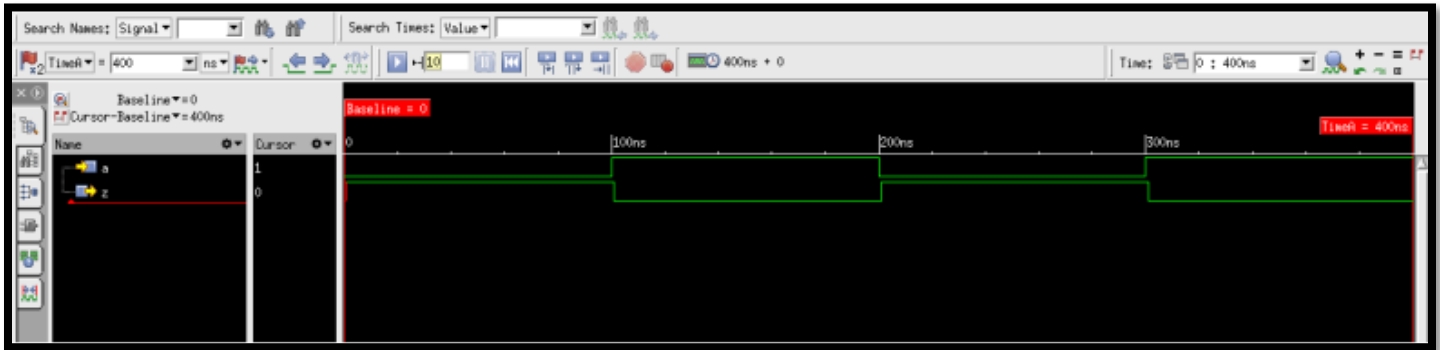 Search Names: Signal
Search Times: Value
x2 TimeA = 400 ns
10
400ns + 0
Time: 0 : 400ns
Baseline = 0
Cursor-Baseline = 400ns
Baseline = 0
TimeA = 400ns
Name Cursor 0 100ns 200ns 300ns
a 1
z 0